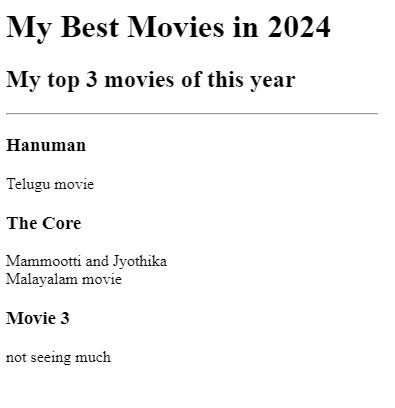 My Best Movies in 2024
My top 3 movies of this year
Hanuman
Telugu movie
The Core
Mammootti and Jyothika
Malayalam movie
Movie 3
not seeing much